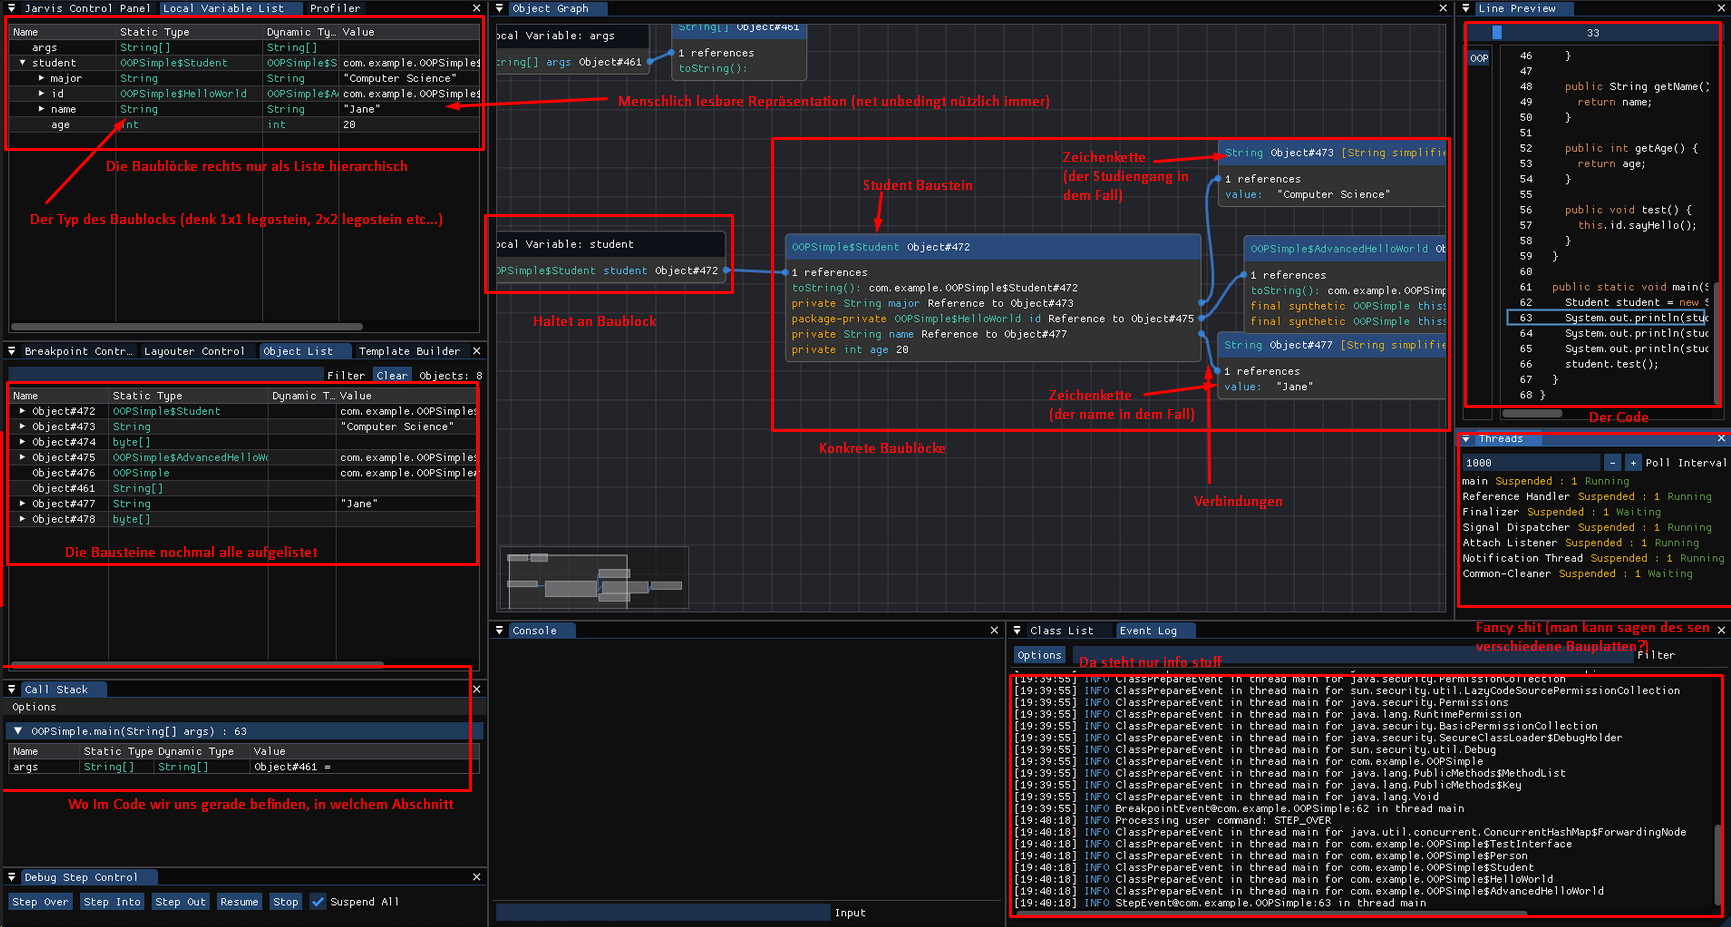 Jarvis Control Panel Local Variable List Profiler
Name Static Type Dynamic Ty... Value
args String[] String[]
student OOPSimple$Student OOPSimple$S com.example.OOPSimple$
major String String "Computer Science"
id OOPSimple$HelloWorld OOPSimple$A com.example.OOPSimple$
name String String "Jane"
age int int 20
Die Baublöcke rechts nur als Liste hierarchisch
Der Typ des Baublocks (denk 1x1 legostein, 2x2 legostein etc...)
Object Graph
ocal Variable: args
tring[] args Object#461
String[] Object#461
1 references
toString():
Menschlich lesbare Repräsentation (net unbedingt nützlich immer)
ocal Variable: student
OPSimple$Student student Object#472
Haltet an Baublock
Student Baustein
OOPSimple$Student Object#472
1 references
toString(): com.example.OOPSimple$Student#472
private String major Reference to Object#473
package-private OOPSimple$HelloWorld id Reference to Object#475
private String name Reference to Object#477
private int age 20
Zeichenkette
(der Studiengang in
dem Fall)
String Object#473 [String simplifie
1 references
value: "Computer Science"
OOPSimple$AdvancedHelloWorld Ob
1 references
toString(): com.example.OOPSimp
final synthetic OOPSimple this
final synthetic OOPSimple this
String Object#477 [String simplifie
1 references
value: "Jane"
Zeichenkette
(der name in dem Fall)
Konkrete Baublöcke
Verbindungen
Line Preview
33
OOP
46 }
47
48 public String getName()
49 return name;
50 }
51
52 public int getAge() {
53 return age;
54 }
55
56 public void test() {
57 this.id.sayHello();
58 }
59 }
60
61 public static void main(S
62 Student student = new S
63 System.out.println(stuc
64 System.out.println(stuc
65 System.out.println(stuc
66 student.test();
67 }
68 }
Der Code
Breakpoint Contr... Layouter Control Object List Template Builder
Filter Clear Objects: 8
Name Static Type Dynamic T... Value
Object#472 OOPSimple$Student com.example.OOPSimple$
Object#473 String "Computer Science"
Object#474 byte[]
Object#475 OOPSimple$AdvancedHelloWo com.example.OOPSimple$
Object#476 OOPSimple com.example.OOPSimple#
Object#461 String[]
Object#477 String "Jane"
Object#478 byte[]
Die Bausteine nochmal alle aufgelistet
Threads
1000 - + Poll Interval
main Suspended : 1 Running
Reference Handler Suspended : 1 Running
Finalizer Suspended : 1 Waiting
Signal Dispatcher Suspended : 1 Running
Attach Listener Suspended : 1 Running
Notification Thread Suspended : 1 Running
Common-Cleaner Suspended : 1 Waiting
Fancy shit (man kann sagen des sen
verschiedene Bauplatten?)
Call Stack
Options
OOPSimple.main(String[] args) : 63
Name Static Type Dynamic Type Value
args String[] String[] Object#461 =
Wo im Code wir uns gerade befinden, in welchem Abschnitt
Debug Step Control
Step Over Step Into Step Out Resume Stop Suspend All
Console
Input
Class List Event Log
Options Filter
Da steht nur info stuff
[19:39:55] INFO ClassPrepareEvent in thread main for java.security.PermissionCollection
[19:39:55] INFO ClassPrepareEvent in thread main for sun.security.util.LazyCodeSourcePermissionCollection
[19:39:55] INFO ClassPrepareEvent in thread main for java.security.Permissions
[19:39:55] INFO ClassPrepareEvent in thread main for java.lang.RuntimePermission
[19:39:55] INFO ClassPrepareEvent in thread main for java.security.BasicPermissionCollection
[19:39:55] INFO ClassPrepareEvent in thread main for java.security.SecureClassLoader$DebugHolder
[19:39:55] INFO ClassPrepareEvent in thread main for sun.security.util.Debug
[19:39:55] INFO ClassPrepareEvent in thread main for com.example.OOPSimple
[19:39:55] INFO ClassPrepareEvent in thread main for java.lang.PublicMethods$MethodList
[19:39:55] INFO ClassPrepareEvent in thread main for java.lang.PublicMethods$Key
[19:39:55] INFO ClassPrepareEvent in thread main for java.lang.Void
[19:39:55] INFO BreakpointEvent@com.example.OOPSimple:62 in thread main
[19:40:18] INFO Processing user command: STEP_OVER
[19:40:18] INFO ClassPrepareEvent in thread main for java.util.concurrent.ConcurrentHashMap$ForwardingNode
[19:40:18] INFO ClassPrepareEvent in thread main for com.example.OOPSimple$TestInterface
[19:40:18] INFO ClassPrepareEvent in thread main for com.example.OOPSimple$Person
[19:40:18] INFO ClassPrepareEvent in thread main for com.example.OOPSimple$Student
[19:40:18] INFO ClassPrepareEvent in thread main for com.example.OOPSimple$HelloWorld
[19:40:18] INFO ClassPrepareEvent in thread main for com.example.OOPSimple$AdvancedHelloWorld
[19:40:18] INFO StepEvent@com.example.OOPSimple:63 in thread main